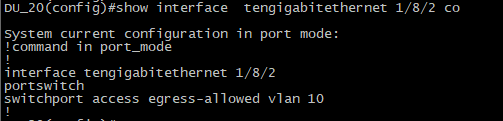 DU_20(config)#show interface  tengigabitethernet 1/8/2 co
System current configuration in port mode:
!command in port_mode
!
interface tengigabitethernet 1/8/2
portswitch
switchport access egress-allowed vlan 10
!